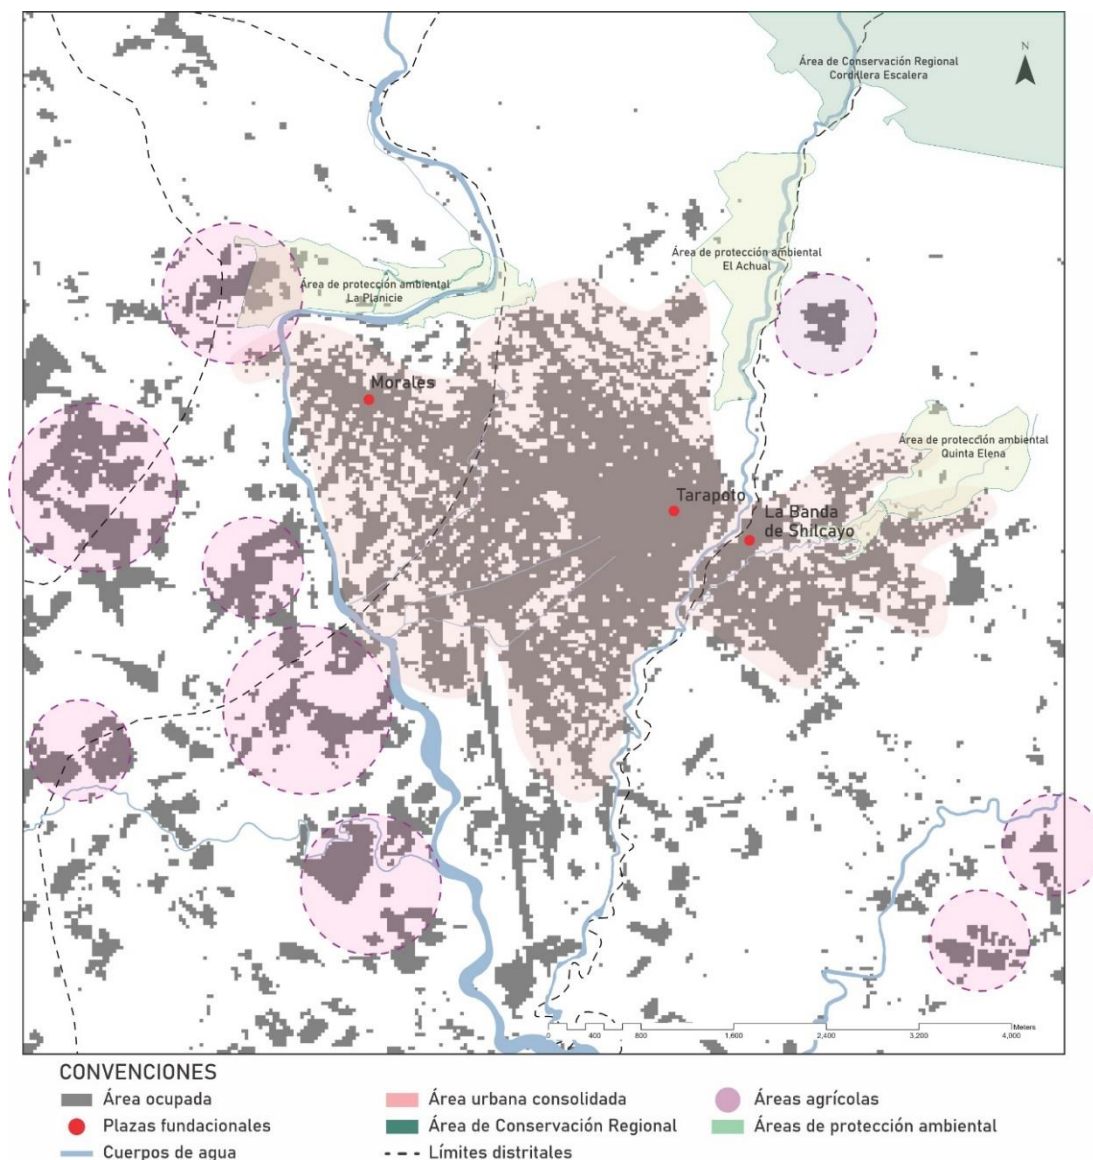 Área de Conservación Regional
Cordillera Escalera
N
Área de protección ambiental
El Achual
Área de protección ambiental
La Planicie
Morales
Área de protección ambiental
Quinta Elena
Tarapoto
La Banda
de Shilcayo
0 400 800 1,600 2,400 3,200 4,000 Meters
CONVENCIONES
Área ocupada
Área urbana consolidada
Áreas agrícolas
Plazas fundacionales
Área de Conservación Regional
Áreas de protección ambiental
Cuerpos de agua
Límites distritales